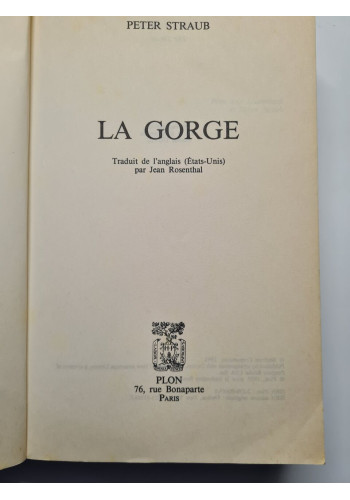 PETER STRAUB
LA GORGE
Traduit de l'anglais (États-Unis)
par Jean Rosenthal
PLON
76, rue Bonaparte
PARIS